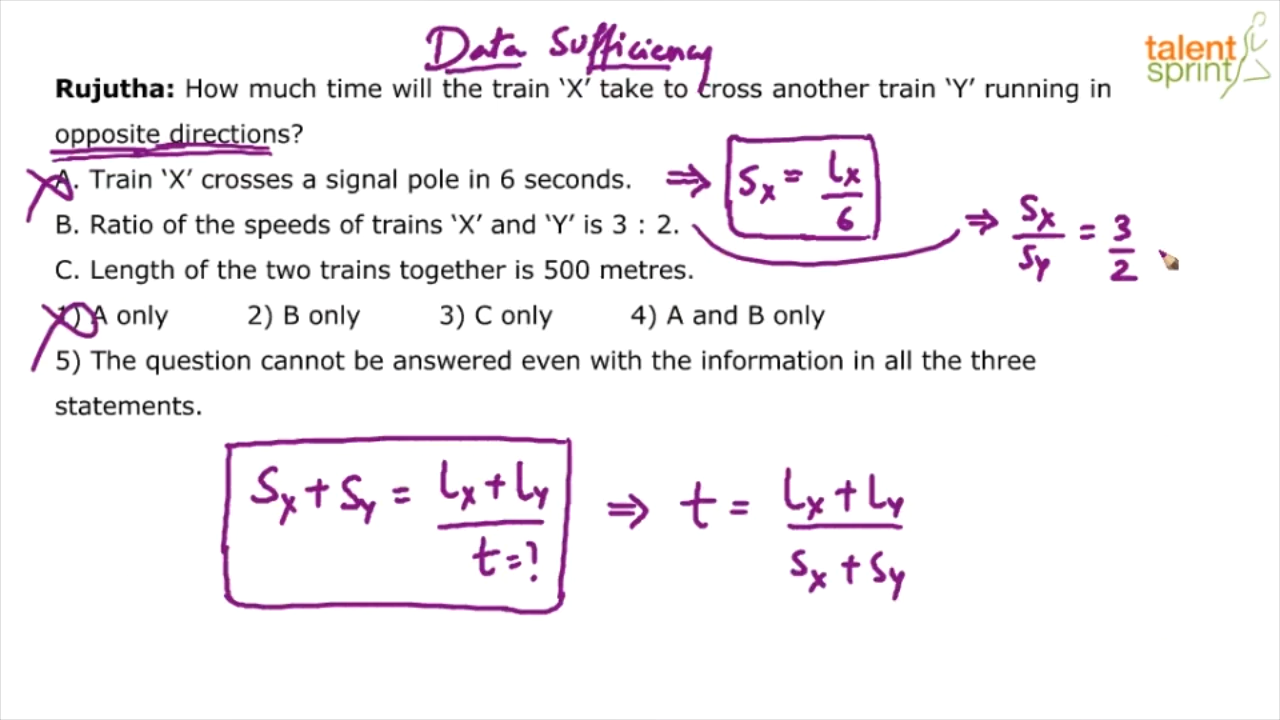 Data Sufficiency
talent
sprint
Rujutha: How much time will the train ‘X’ take to cross another train ‘Y’ running in
opposite directions?
A. Train ‘X’ crosses a signal pole in 6 seconds. ⇒ Sx = Lx/6
B. Ratio of the speeds of trains ‘X’ and ‘Y’ is 3 : 2. ⇒ Sx/Sy = 3/2
C. Length of the two trains together is 500 metres.
1) A only 2) B only 3) C only 4) A and B only
5) The question cannot be answered even with the information in all the three
statements.
Sx + Sy = Lx + Ly / t = ? ⇒ t = Lx + Ly / Sx + Sy